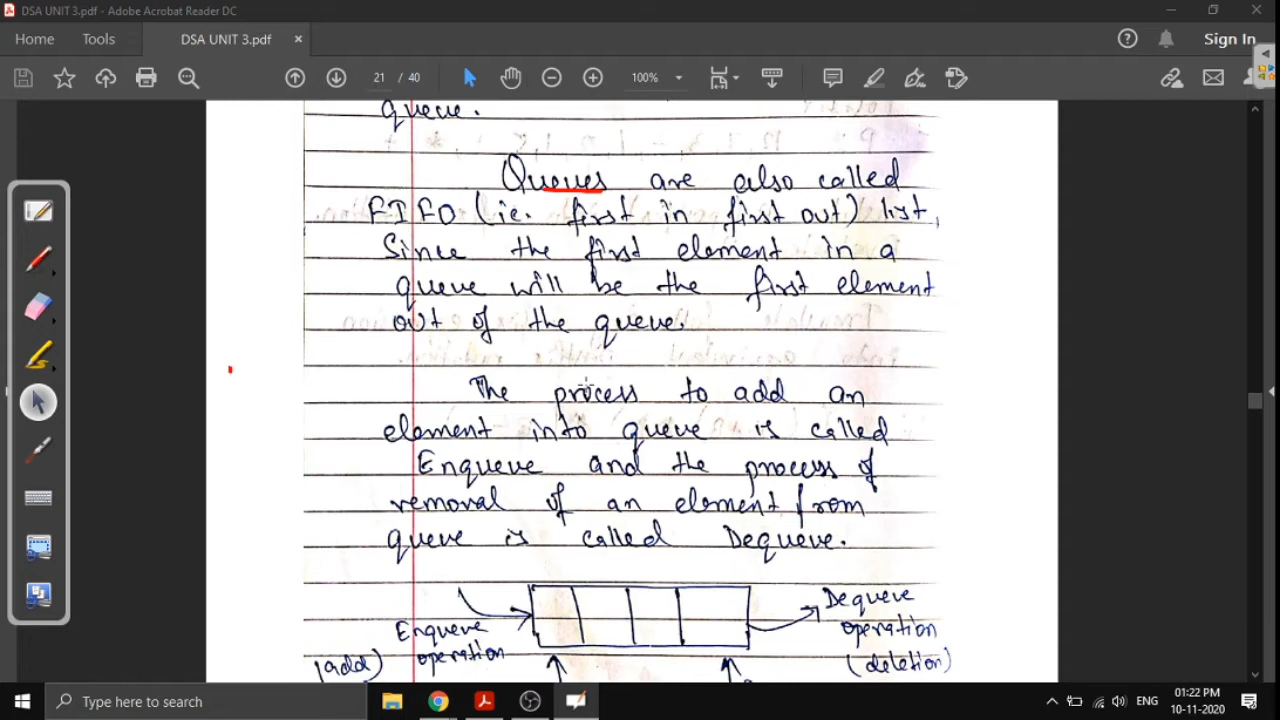 DSA UNIT 3.pdf - Adobe Acrobat Reader DC
Home Tools DSA UNIT 3.pdf × Sign In
21 / 40 100%
queue.
Queues are also called
FIFO (ie. first in first out) list,
Since the first element in a
queue will be the first element
out of the queue.
The process to add an
element into queue is called
Enqueue and the process of
removal of an element from
queue is called Dequeue.
Enqueue
operation
(add)
Dequeue
operation
(deletion)
Type here to search
ENG
01:22 PM
10-11-2020